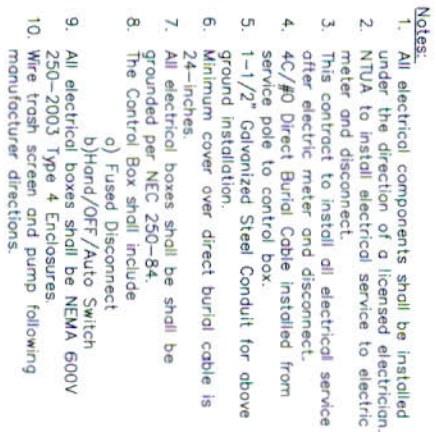 Notes:
1. All electrical components shall be installed
under the direction of a licensed electrician.
2. NTUA to install electrical service to electric
meter and disconnect.
3. This contract to install all electrical service
after electric meter and disconnect.
4. 4C/#0 Direct Burial Cable installed from
service pole to control box.
5. 1-1/2" Galvanized Steel Conduit for above
ground installation.
6. Minimum cover over direct burial cable is
24-inches.
7. All electrical boxes shall be shall be
grounded per NEC 250-84.
8. The Control Box shall include
a) Fused Disconnect
b)Hand/OFF/Auto Switch
9. All electrical boxes shall be NEMA 600V
250-2003 Type 4 Enclosures.
10. Wire trash screen and pump following
manufacturer directions.